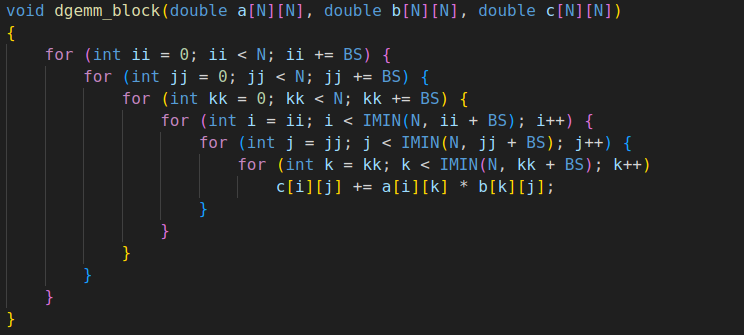 void dgemm_block(double a[N][N], double b[N][N], double c[N][N])
{
    for (int ii = 0; ii < N; ii += BS) {
        for (int jj = 0; jj < N; jj += BS) {
            for (int kk = 0; kk < N; kk += BS) {
                for (int i = ii; i < IMIN(N, ii + BS); i++) {
                    for (int j = jj; j < IMIN(N, jj + BS); j++) {
                        for (int k = kk; k < IMIN(N, kk + BS); k++)
                            c[i][j] += a[i][k] * b[k][j];
                    }
                }
            }
        }
    }
}